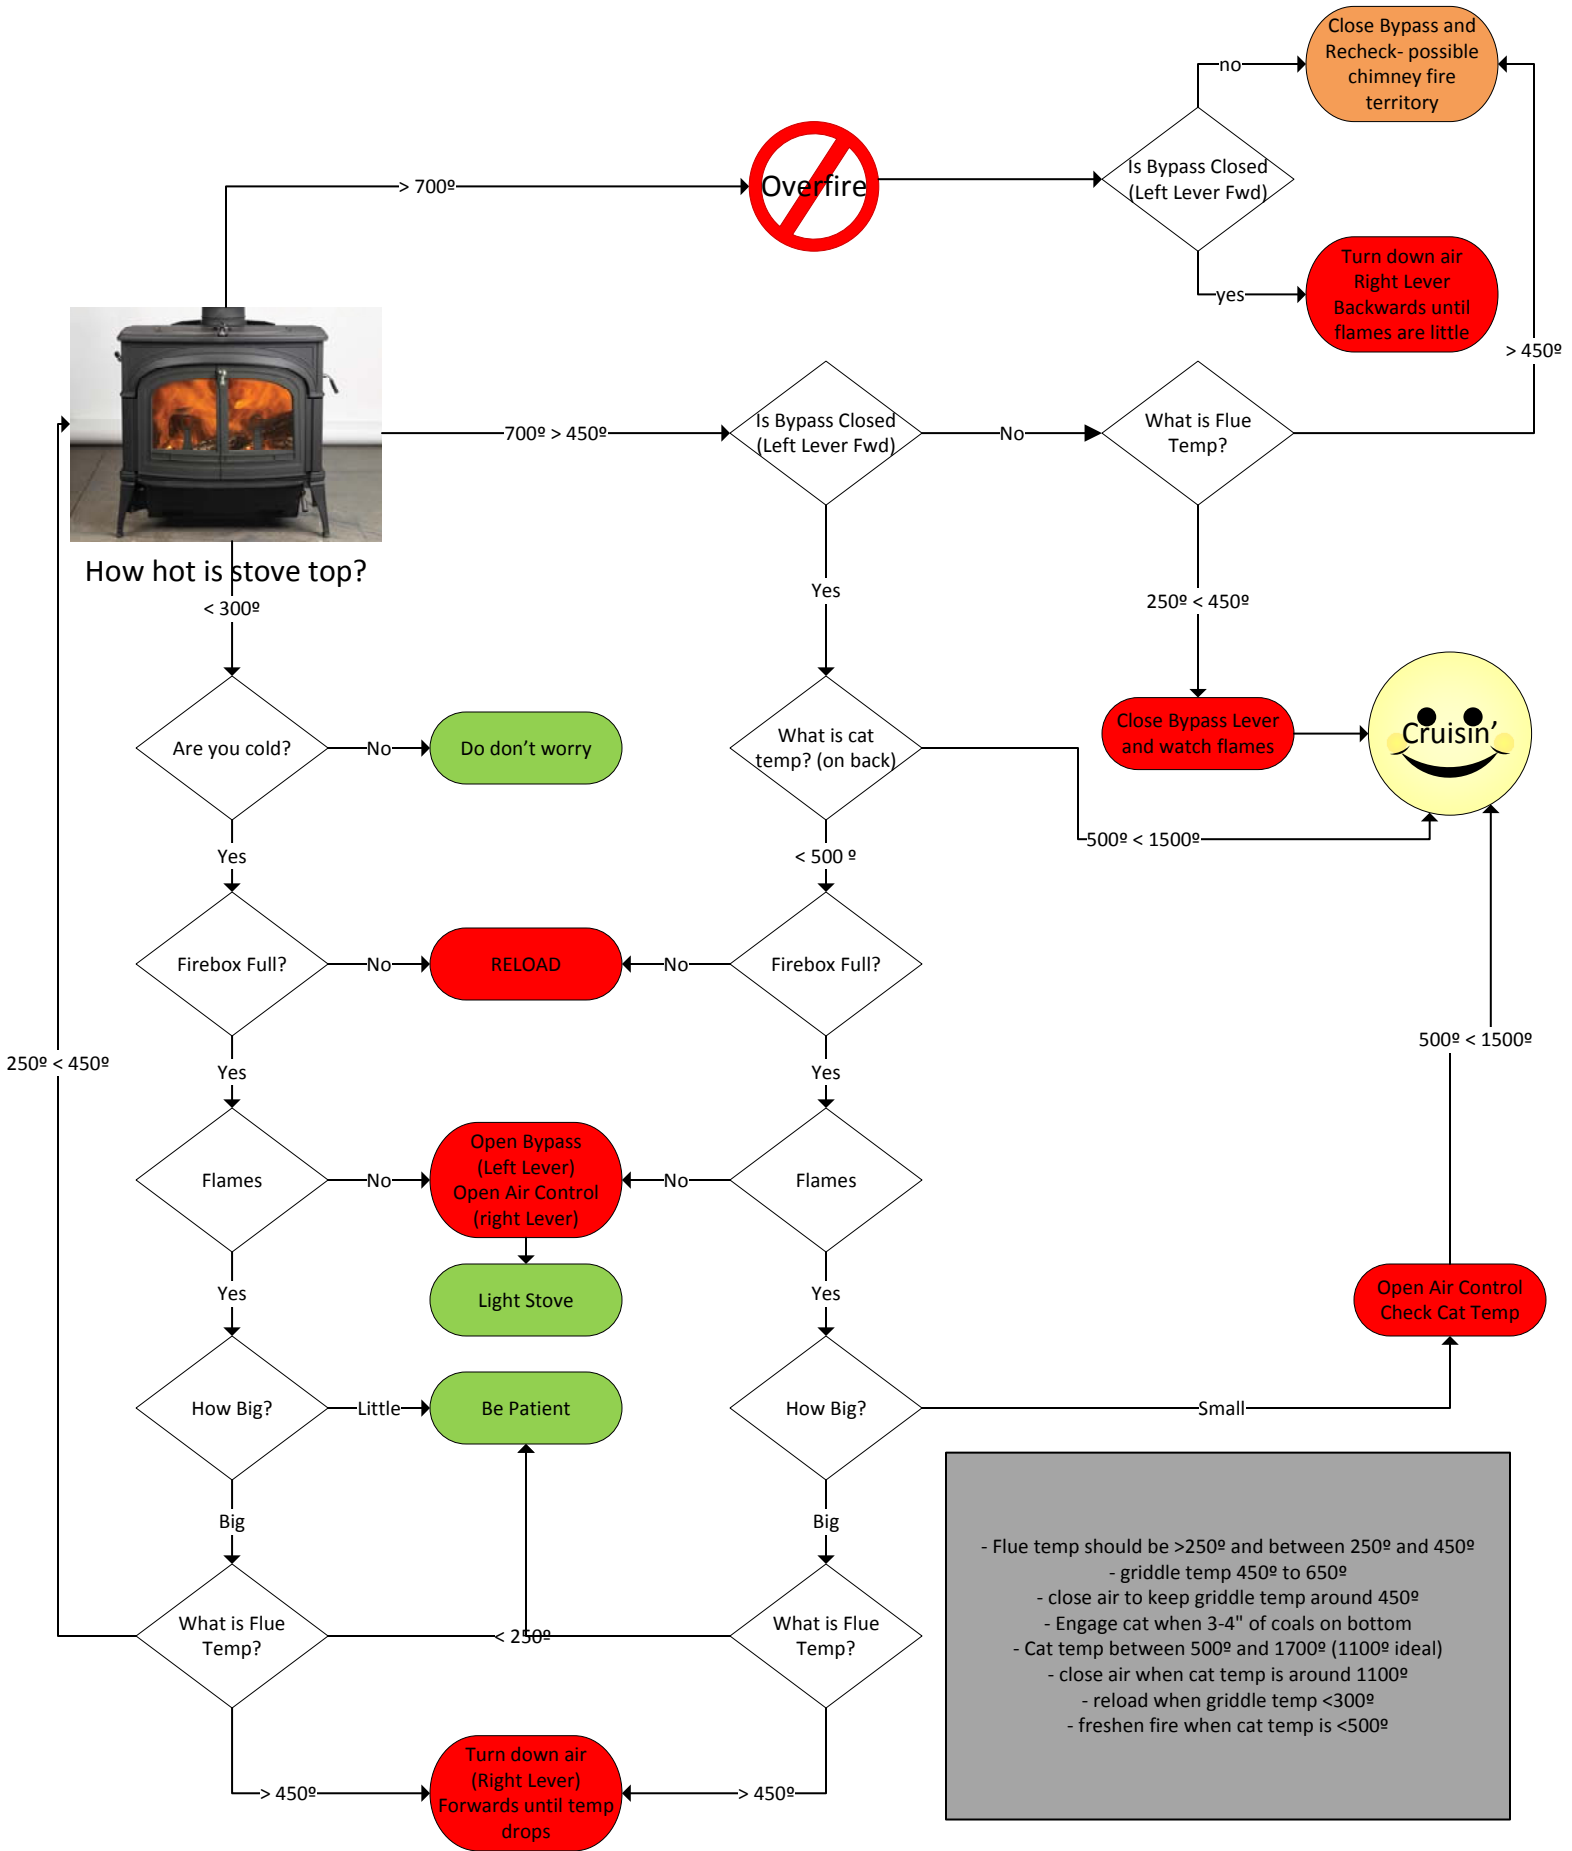 Close Bypass and
Recheck- possible
chimney fire
territory
no
Is Bypass Closed
(Left Lever Fwd)
> 700º
Overfire
Turn down air
Right Lever
Backwards until
flames are little
yes
> 450º
700º > 450º
Is Bypass Closed
(Left Lever Fwd)
No
What is Flue
Temp?
How hot is stove top?
< 300º
Yes
250º < 450º
Are you cold?
No
Do don't worry
What is cat
temp? (on back)
Close Bypass Lever
and watch flames
Cruisin'
Yes
< 500 º
500º < 1500º
Firebox Full?
No
RELOAD
No
Firebox Full?
250º < 450º
Yes
Yes
500º < 1500º
Flames
No
Open Bypass
(Left Lever)
Open Air Control
(right Lever)
No
Flames
Light Stove
Yes
Yes
Open Air Control
Check Cat Temp
How Big?
Little
Be Patient
How Big?
Small
Big
Big
What is Flue
Temp?
< 250º
What is Flue
Temp?
- Flue temp should be >250º and between 250º and 450º
- griddle temp 450º to 650º
- close air to keep griddle temp around 450º
- Engage cat when 3-4" of coals on bottom
- Cat temp between 500º and 1700º (1100º ideal)
- close air when cat temp is around 1100º
- reload when griddle temp <300º
- freshen fire when cat temp is <500º
> 450º
Turn down air
(Right Lever)
Forwards until temp
drops
> 450º